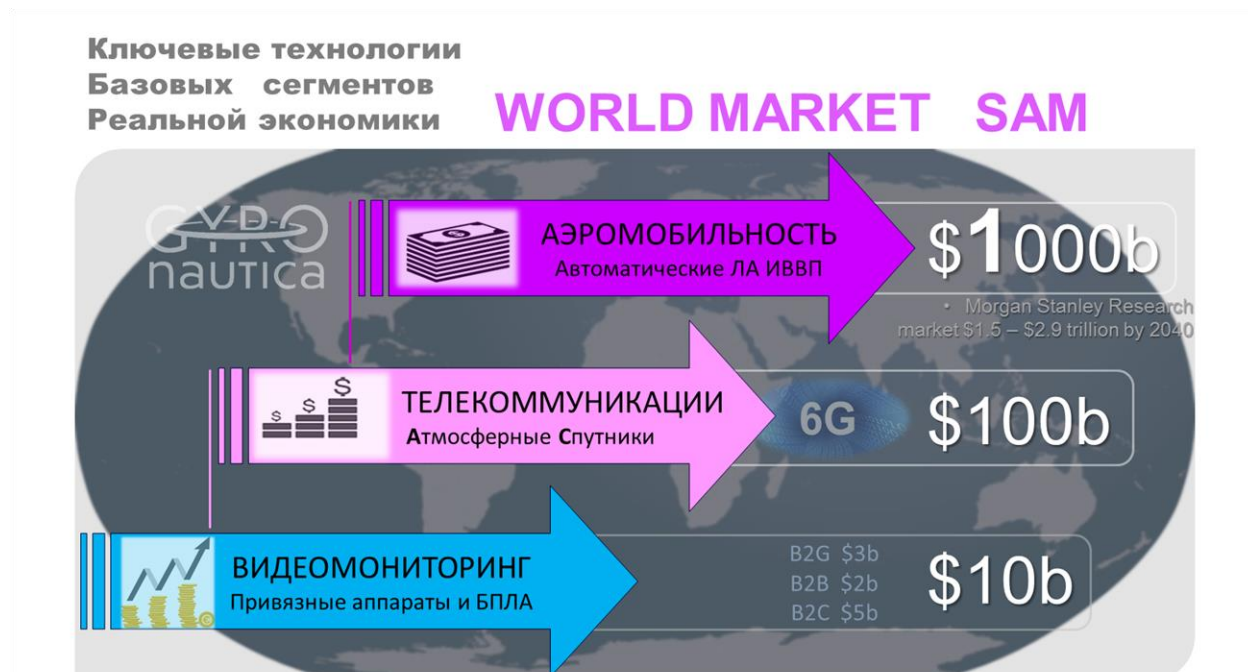 Ключевые технологии
Базовых сегментов
Реальной экономики
WORLD MARKET SAM
GYRO
nautica
АЭРОМОБИЛЬНОСТЬ
Автоматические ЛА ИВВП
$1000b
• Morgan Stanley Research
market $1.5 – $2.9 trillion by 2040
$ $ $
ТЕЛЕКОММУНИКАЦИИ
Атмосферные Спутники
6G
$100b
ВИДЕОМОНИТОРИНГ
Привязные аппараты и БПЛА
B2G $3b
B2B $2b
B2C $5b
$10b